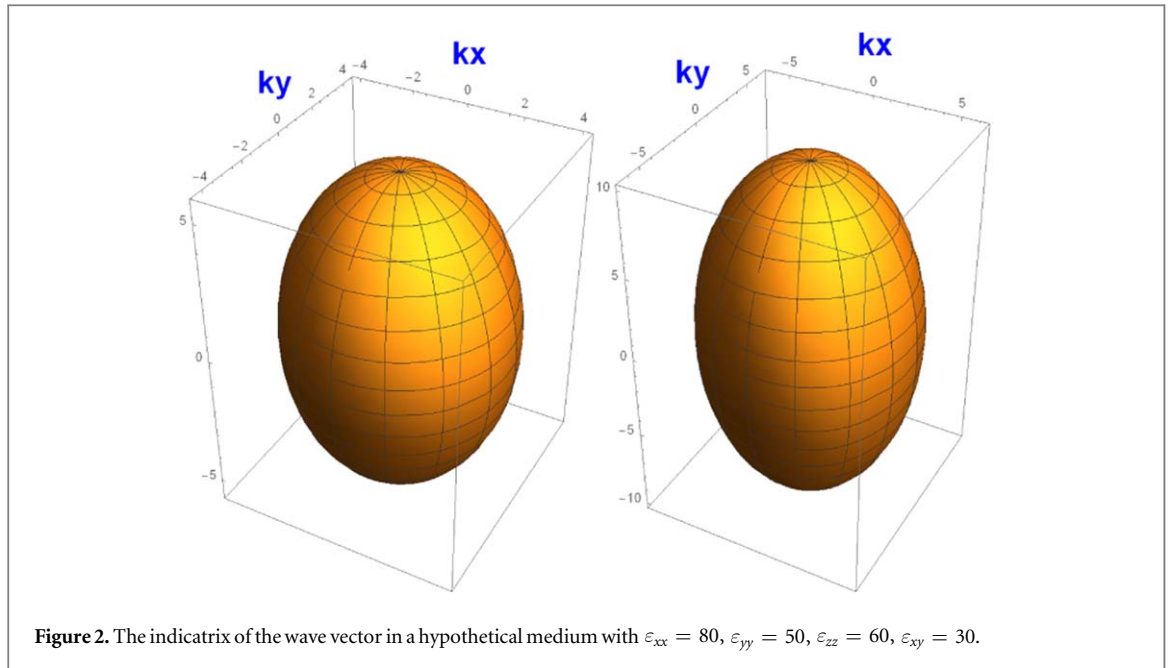 kx
ky
4 -4 -2 0 2 4
-4 -2 0 2
5
0
-5
kx
ky
5 -5 0 5
-5 0
10
5
0
-5
-10
Figure 2. The indicatrix of the wave vector in a hypothetical medium with εxx = 80, εyy = 50, εzz = 60, εxy = 30.